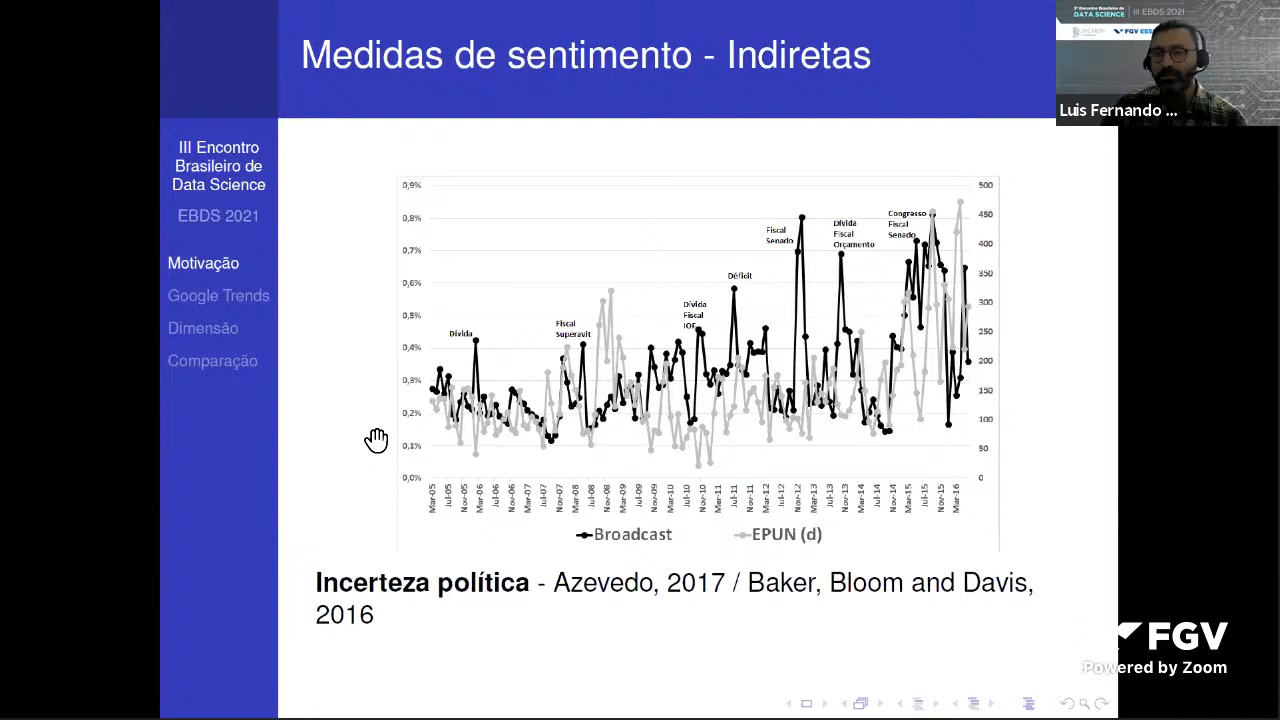 Medidas de sentimento - Indiretas
III Encontro
Brasileiro de
DATA SCIENCE
III EBDS 2021
FGV EESP
Luis Fernando ...
III Encontro
Brasileiro de
Data Science
EBDS 2021
Motivação
Google Trends
Dimensão
Comparação
0,9%
0,8%
0,7%
0,6%
0,5%
0,4%
0,3%
0,2%
0,1%
0,0%
500
450
400
350
300
250
200
150
100
50
0
Dívida
Fiscal
Superavit
Dívida
Fiscal
IOF
Déficit
Fiscal
Senado
Dívida
Fiscal
Orçamento
Congresso
Fiscal
Senado
Mar-05
Jul-05
Nov-05
Mar-06
Jul-06
Nov-06
Mar-07
Jul-07
Nov-07
Mar-08
Jul-08
Nov-08
Mar-09
Jul-09
Nov-09
Mar-10
Jul-10
Nov-10
Mar-11
Jul-11
Nov-11
Mar-12
Jul-12
Nov-12
Mar-13
Jul-13
Nov-13
Mar-14
Jul-14
Nov-14
Mar-15
Jul-15
Nov-15
Mar-16
Broadcast
EPUN (d)
Incerteza política - Azevedo, 2017 / Baker, Bloom and Davis,
2016
FGV
Powered by Zoom